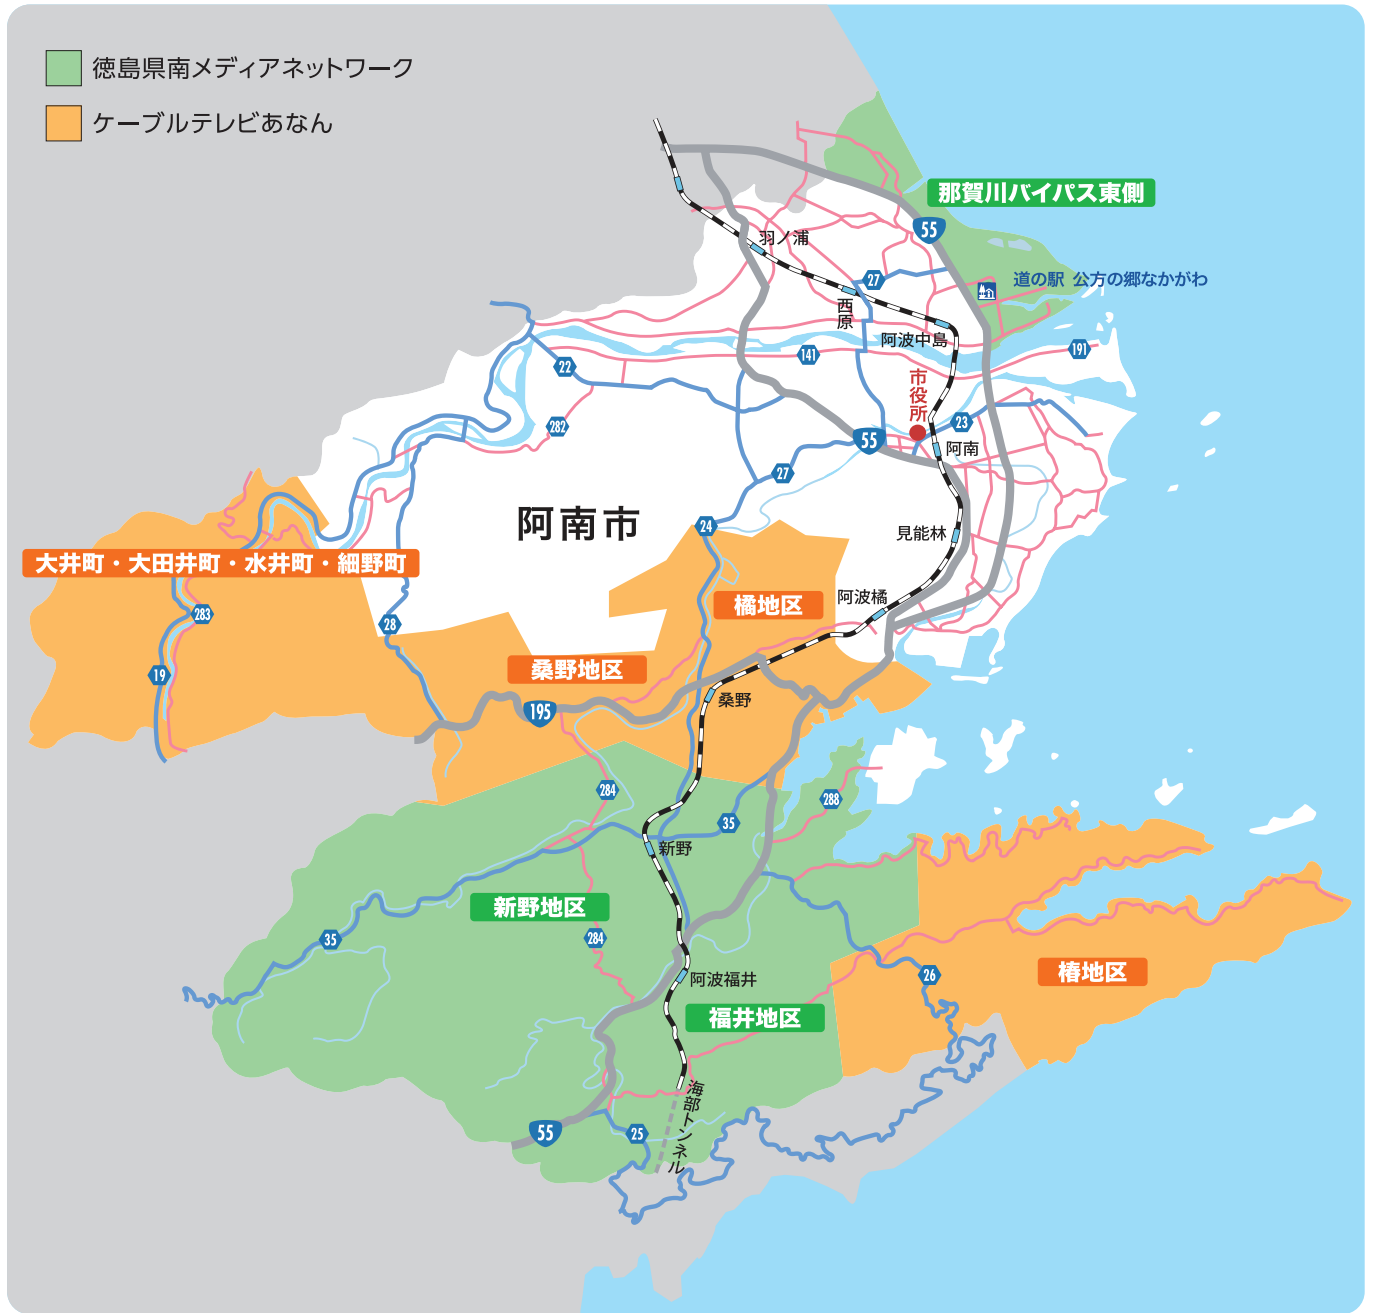 徳島県南メディアネットワーク
ケーブルテレビあなん
那賀川バイパス東側
55
羽ノ浦
道の駅 公方の郷なかがわ
27
西原
阿波中島
191
141
22
市役所
23
282
55
阿南
27
阿南市
24
見能林
大井町・大田井町・水井町・細野町
阿波橘
橘地区
283
28
桑野地区
19
桑野
195
284
288
35
新野
新野地区
35
284
26
椿地区
阿波福井
福井地区
海部トンネル
55
25